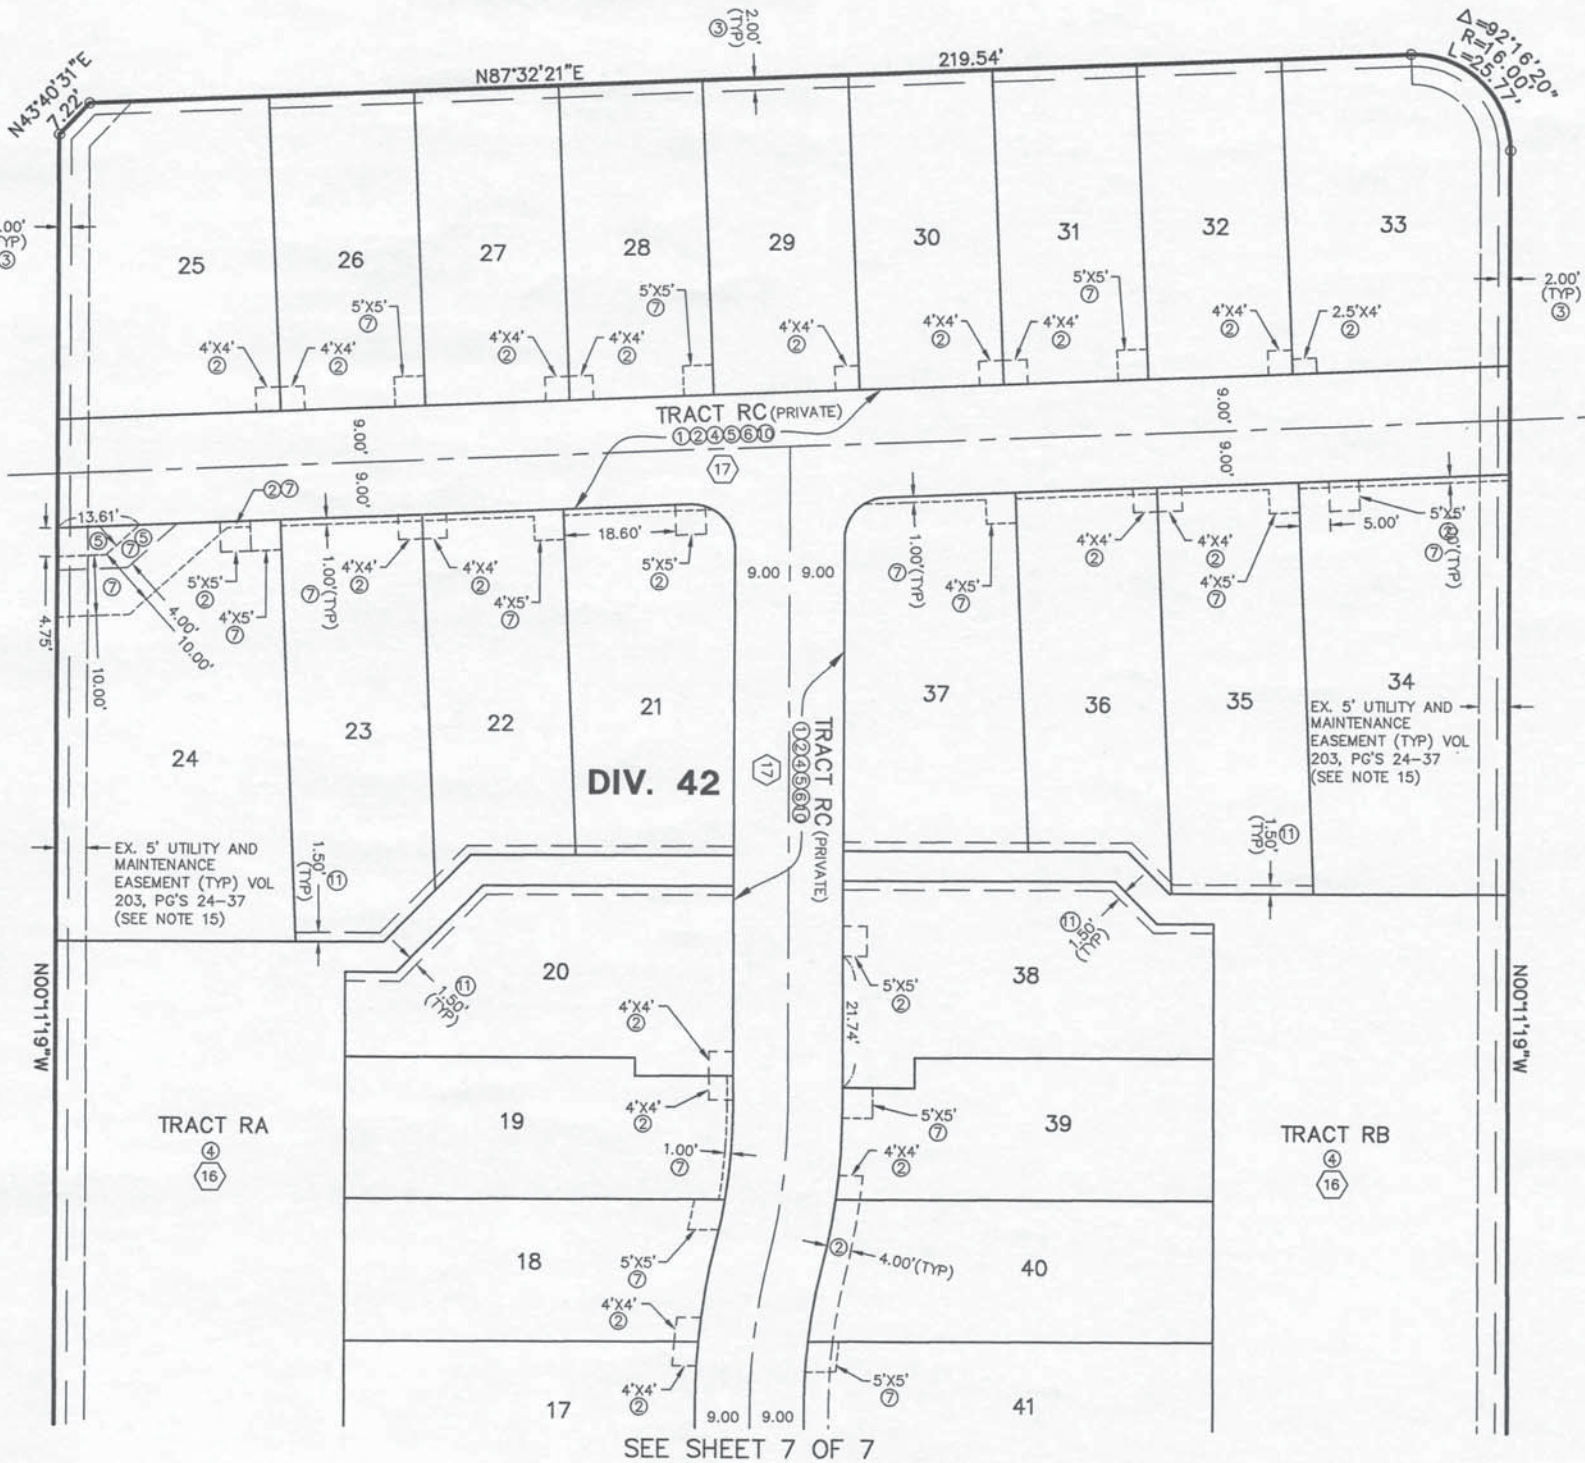 2.00'
(TYP)
③
Δ=92°16'20"
R=16.00'
L=25.77'
N43°40'31"E
7.22'
N87°32'21"E
219.54'
.00'
YP)
③
25
26
27
28
29
30
31
32
33
2.00'
(TYP)
③
4'X4'
②
4'X4'
②
5'X5'
⑦
4'X4'
②
4'X4'
②
5'X5'
⑦
4'X4'
②
4'X4'
②
4'X4'
②
5'X5'
⑦
4'X4'
②
2.5'X4'
②
TRACT RC (PRIVATE)
①②④⑤⑥⑩
17
9.00'
9.00'
9.00'
9.00'
13.61'
⑤
⑤
⑦
⑦
4.75'
10.00'
4.00'
10.00'
②⑦
5'X5'
②
4'X5'
⑦
1.00'(TYP)
⑦
4'X4'
②
4'X4'
②
4'X5'
⑦
18.60'
5'X5'
②
9.00
9.00
1.00'(TYP)
⑦
4'X5'
⑦
4'X4'
②
4'X4'
②
4'X5'
⑦
5.00'
5'X5'
②
⑦
1.00'(TYP)
24
23
22
21
37
36
35
34
DIV. 42
17
TRACT RC (PRIVATE)
①②④⑤⑥⑩
EX. 5' UTILITY AND
MAINTENANCE
EASEMENT (TYP) VOL
203, PG'S 24-37
(SEE NOTE 15)
EX. 5' UTILITY AND
MAINTENANCE
EASEMENT (TYP) VOL
203, PG'S 24-37
(SEE NOTE 15)
1.50'
(TYP)
⑪
1.50'
(TYP)
⑪
1.50'
(TYP)
⑪
1.50'
(TYP)
⑪
N00°11'19"W
N00°11'19"W
20
38
4'X4'
②
4'X4'
②
5'X5'
②
21.74'
TRACT RA
④
16
TRACT RB
④
16
19
39
1.00'
⑦
5'X5'
⑦
4'X4'
②
18
40
5'X5'
⑦
②
4.00'(TYP)
4'X4'
②
4'X4'
②
5'X5'
⑦
17
41
9.00
9.00
SEE SHEET 7 OF 7